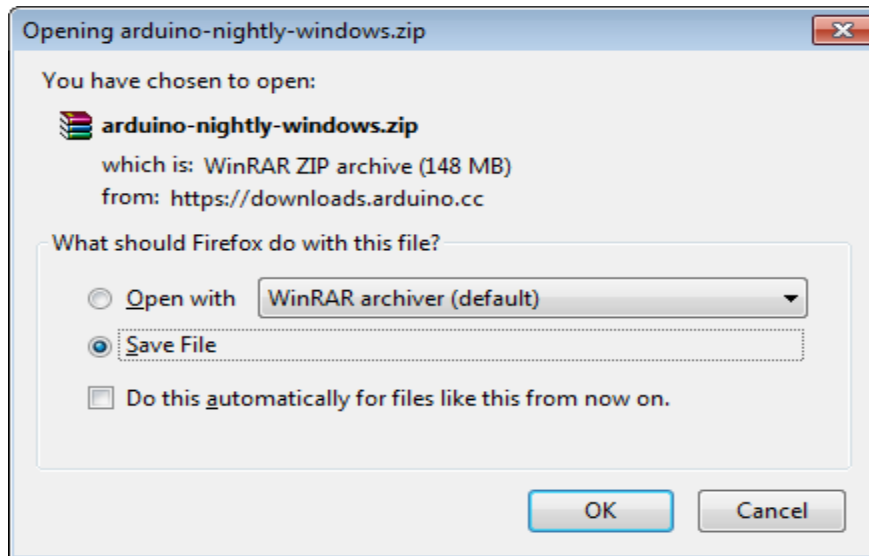 Opening arduino-nightly-windows.zip
You have chosen to open:
arduino-nightly-windows.zip
which is: WinRAR ZIP archive (148 MB)
from: https://downloads.arduino.cc
What should Firefox do with this file?
Open with WinRAR archiver (default)
Save File
Do this automatically for files like this from now on.
OK Cancel